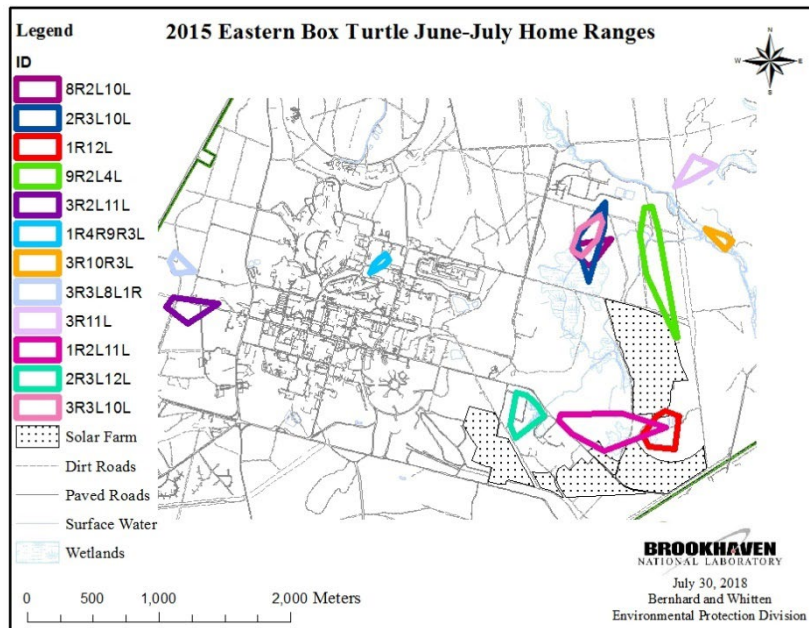 Legend
2015 Eastern Box Turtle June-July Home Ranges
N
W
E
S
ID
8R2L10L
2R3L10L
1R12L
9R2L4L
3R2L11L
1R4R9R3L
3R10R3L
3R3L8L1R
3R11L
1R2L11L
2R3L12L
3R3L10L
Solar Farm
Dirt Roads
Paved Roads
Surface Water
Wetlands
0 500 1,000 2,000 Meters
BROOKHAVEN
NATIONAL LABORATORY
July 30, 2018
Bernhard and Whitten
Environmental Protection Division